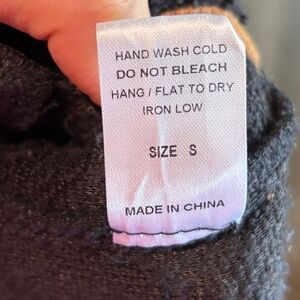 HAND WASH COLD
DO NOT BLEACH
HANG / FLAT TO DRY
IRON LOW
SIZE S
MADE IN CHINA